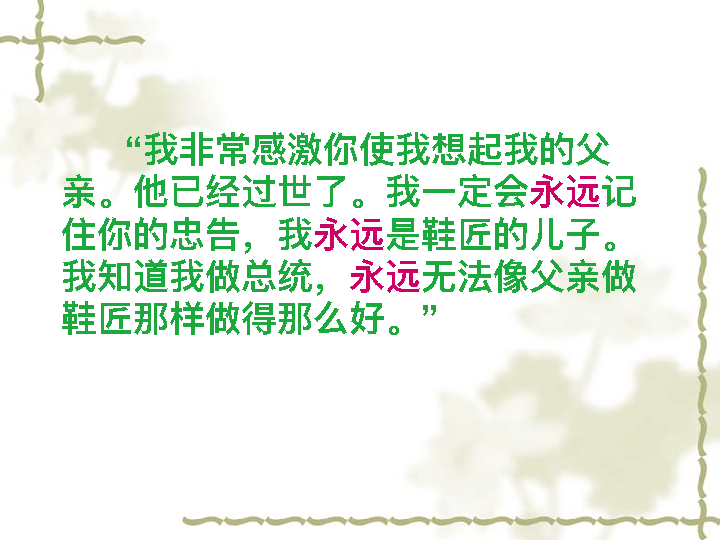 “我非常感激你使我想起我的父
亲。他已经过世了。我一定会永远记
住你的忠告，我永远是鞋匠的儿子。
我知道我做总统，永远无法像父亲做
鞋匠那样做得那么好。”